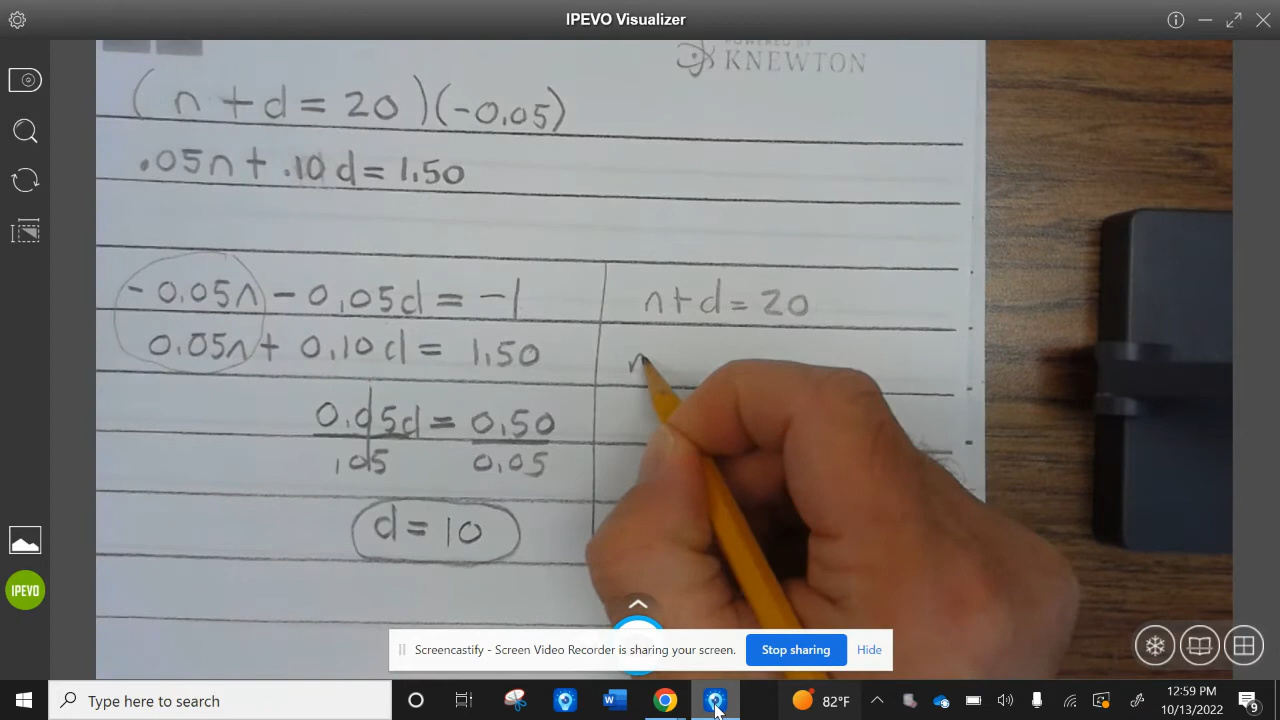 IPEVO Visualizer
KNEWTON
(n + d = 20)(-0.05)
.05n + .10d = 1.50
-0.05n - 0.05d = -1
0.05n + 0.10d = 1.50
0.05d = 0.50
.05 0.05
d = 10
n + d = 20
n
IPEVO
Screencastify - Screen Video Recorder is sharing your screen.
Stop sharing
Hide
Type here to search
82°F
12:59 PM
10/13/2022
9